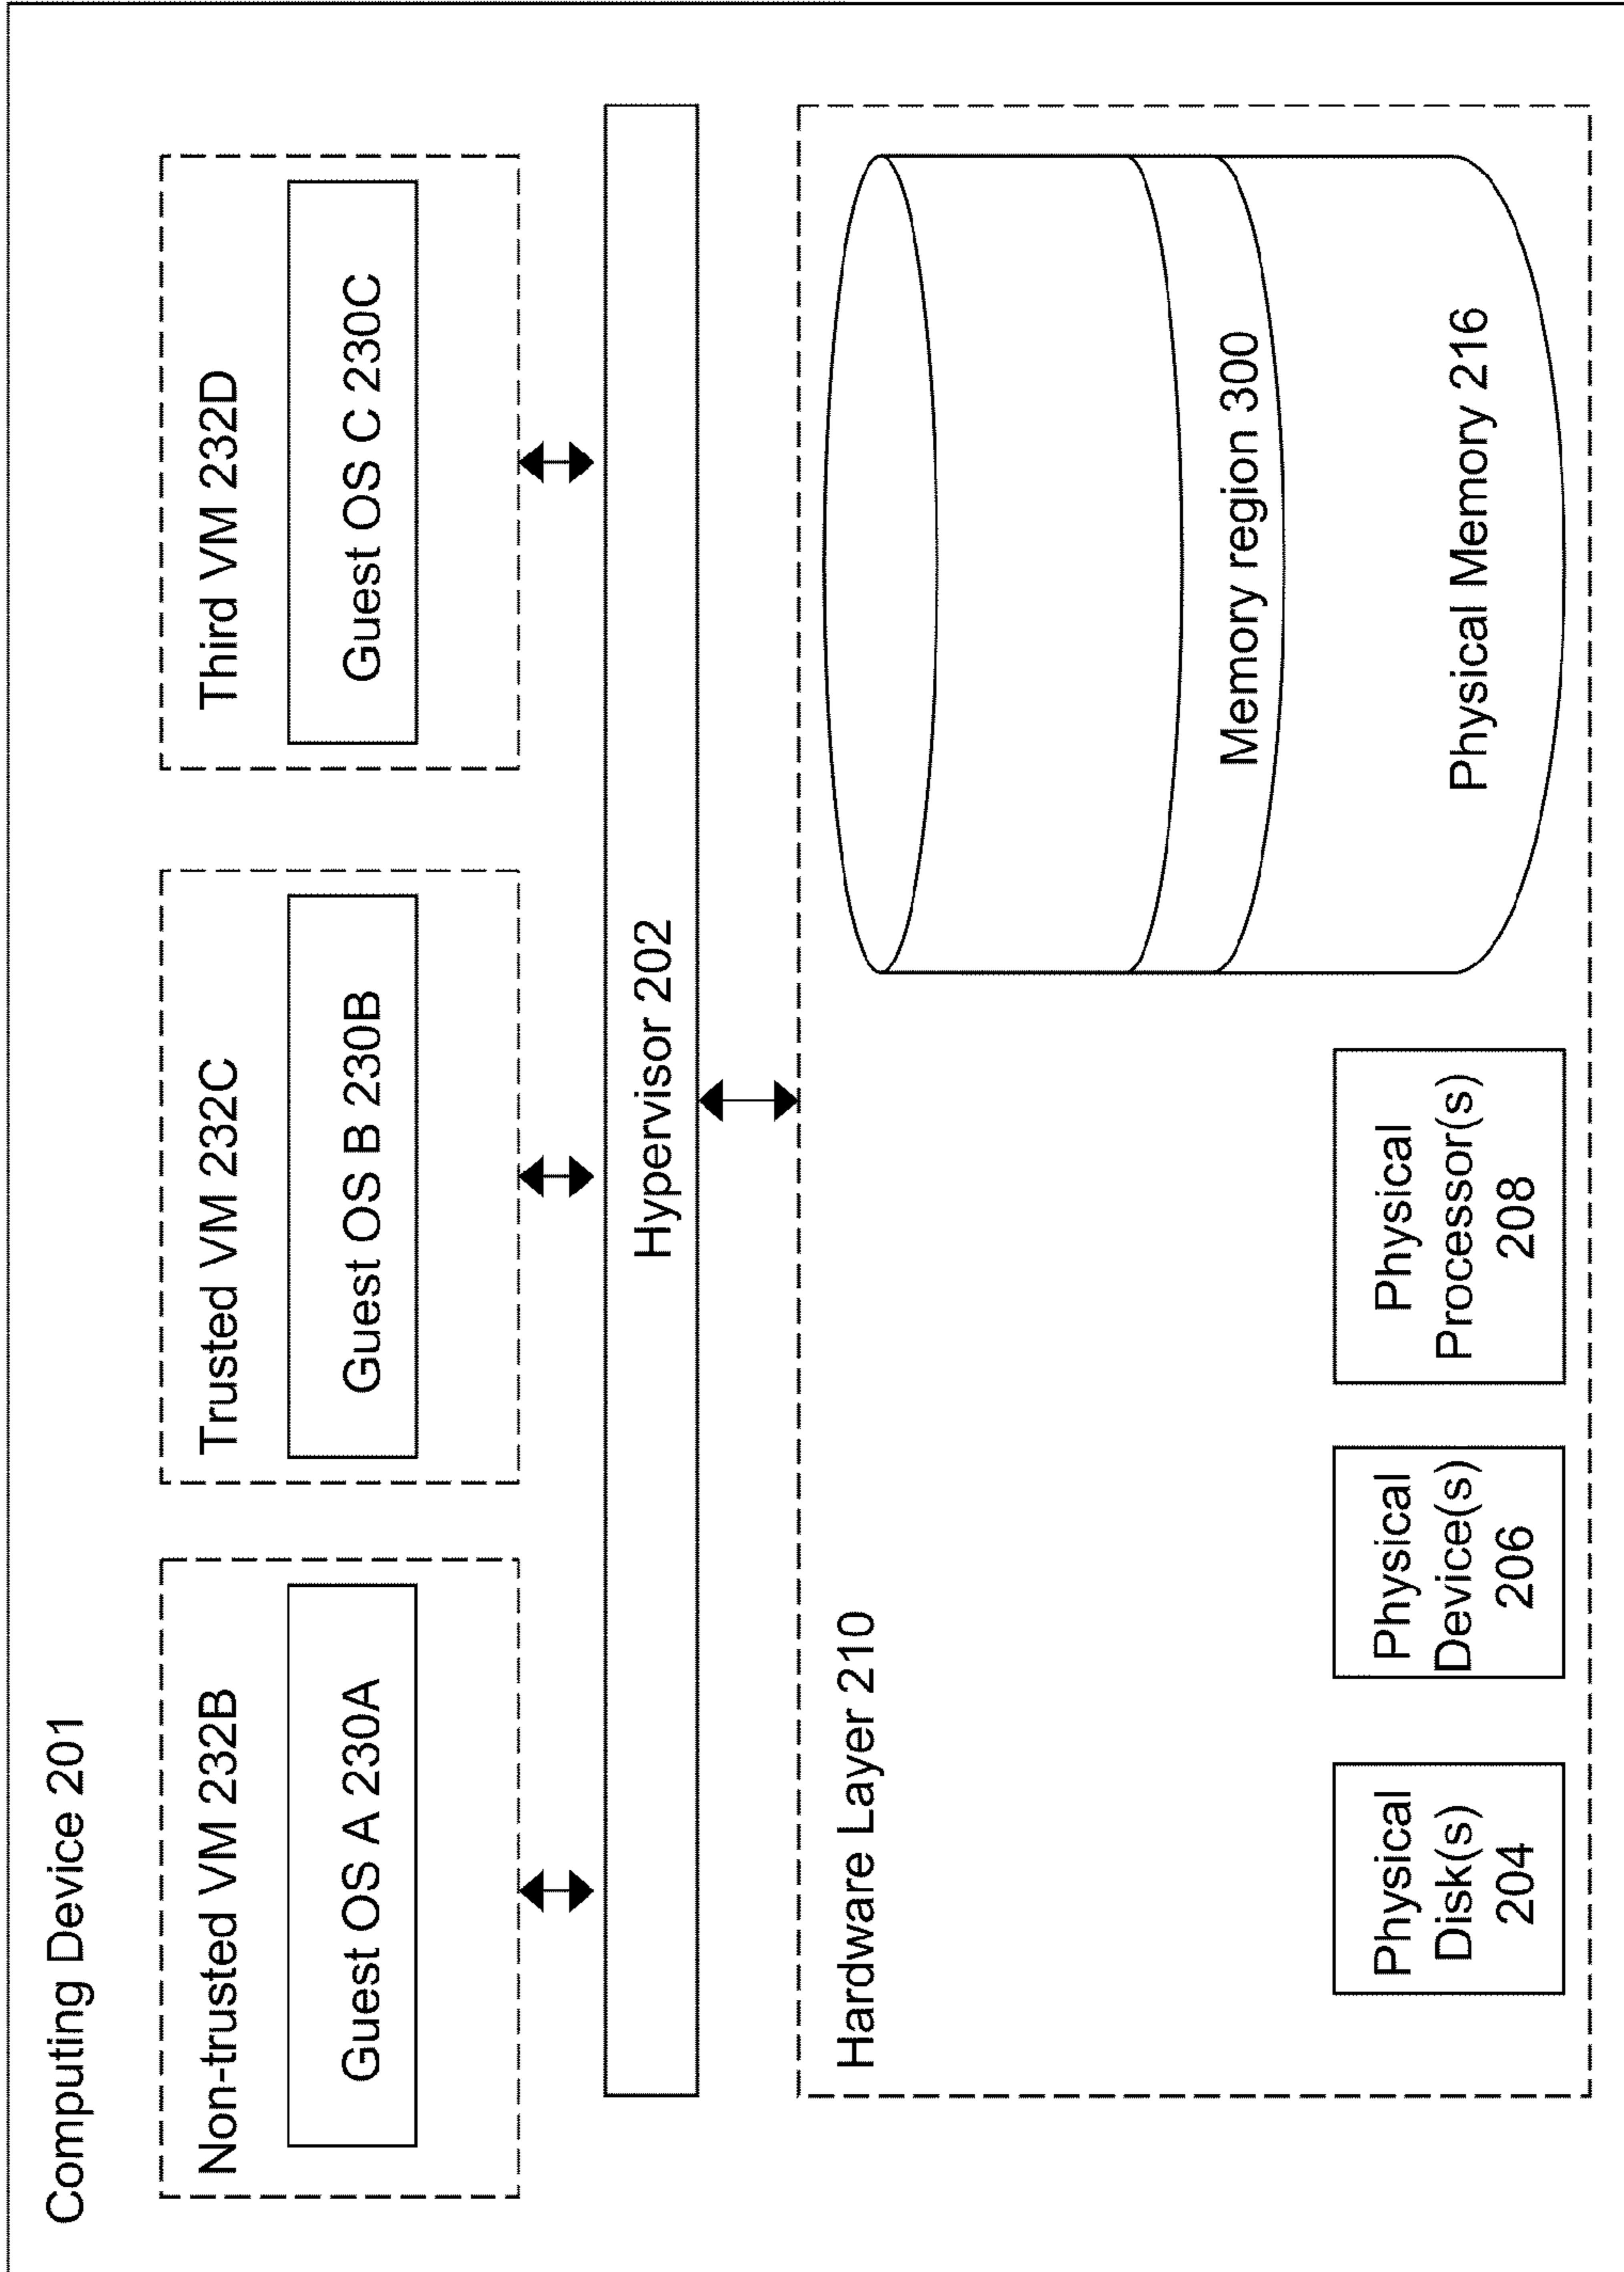 Computing Device 201
Non-trusted VM 232B
Guest OS A 230A
Trusted VM 232C
Guest OS B 230B
Third VM 232D
Guest OS C 230C
Hypervisor 202
Hardware Layer 210
Physical
Disk(s)
204
Physical
Device(s)
206
Physical
Processor(s)
208
Memory region 300
Physical Memory 216